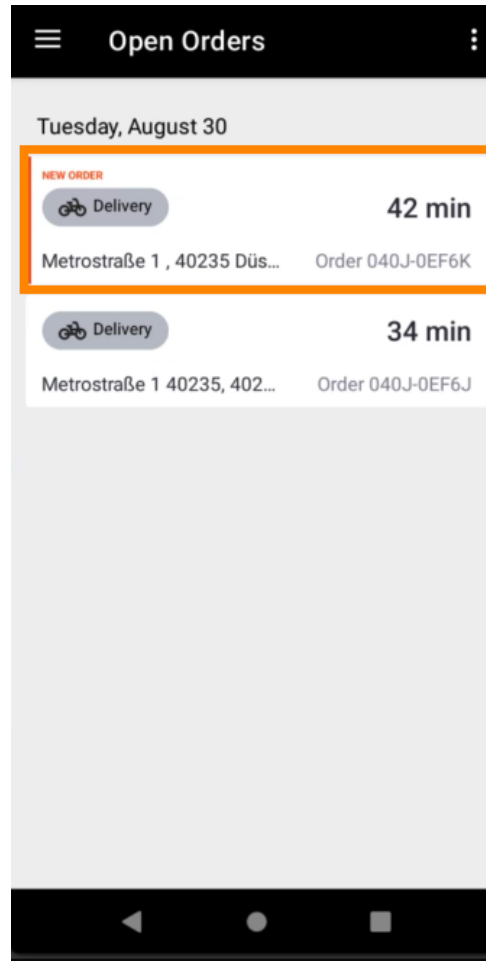 Open Orders
Tuesday, August 30
NEW ORDER
Delivery
42 min
Metrostraße 1 , 40235 Düs...
Order 040J-0EF6K
Delivery
34 min
Metrostraße 1 40235, 402...
Order 040J-0EF6J